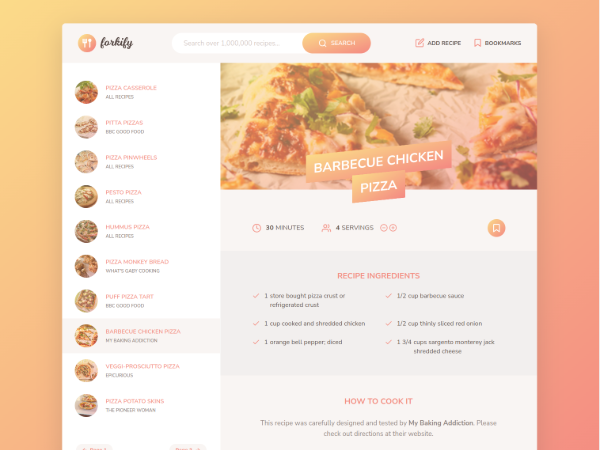 forkify
Search over 1,000,000 recipes...
SEARCH
ADD RECIPE
BOOKMARKS
PIZZA CASSEROLE
ALL RECIPES
PITTA PIZZAS
BBC GOOD FOOD
PIZZA PINWHEELS
ALL RECIPES
PESTO PIZZA
ALL RECIPES
HUMMUS PIZZA
ALL RECIPES
PIZZA MONKEY BREAD
WHAT'S GABY COOKING
PUFF PIZZA TART
BBC GOOD FOOD
BARBECUE CHICKEN PIZZA
MY BAKING ADDICTION
VEGGI-PROSCIUTTO PIZZA
EPICURIOUS
PIZZA POTATO SKINS
THE PIONEER WOMAN
BARBECUE CHICKEN
PIZZA
30 MINUTES
4 SERVINGS
RECIPE INGREDIENTS
1 store bought pizza crust or
refrigerated crust
1/2 cup barbecue sauce
1 cup cooked and shredded chicken
1/2 cup thinly sliced red onion
1 orange bell pepper; diced
1 3/4 cups sargento monterey jack
shredded cheese
HOW TO COOK IT
This recipe was carefully designed and tested by My Baking Addiction. Please
check out directions at their website.